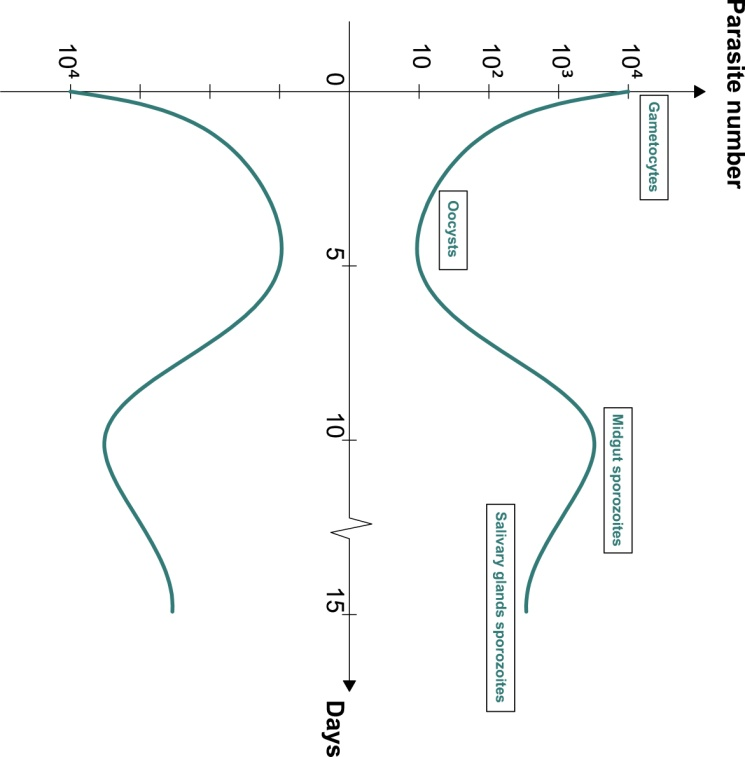 Parasite number
10⁴
10
10²
10³
10⁴
0
Gametocytes
Oocysts
5
Midgut sporozoites
10
Salivary glands sporozoites
15
Days